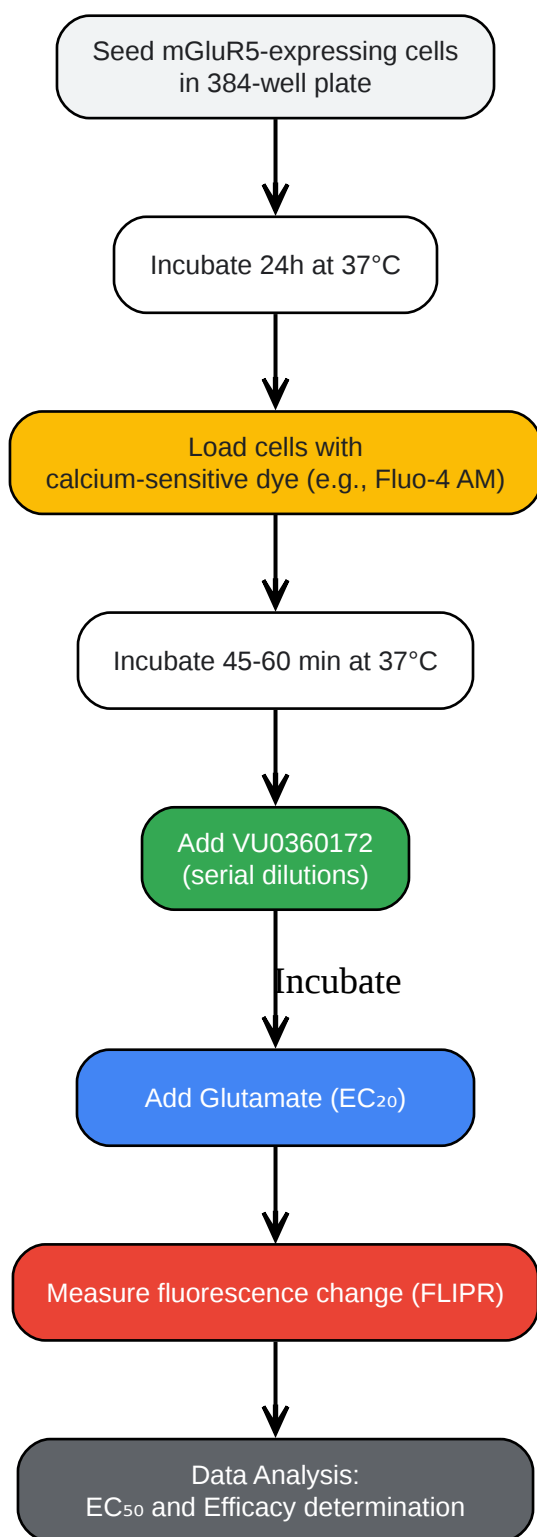 Seed mGluR5-expressing cells
in 384-well plate
Incubate 24h at 37°C
Load cells with
calcium-sensitive dye (e.g., Fluo-4 AM)
Incubate 45-60 min at 37°C
Add VU0360172
(serial dilutions)
Incubate
Add Glutamate (EC₂₀)
Measure fluorescence change (FLIPR)
Data Analysis:
EC₅₀ and Efficacy determination